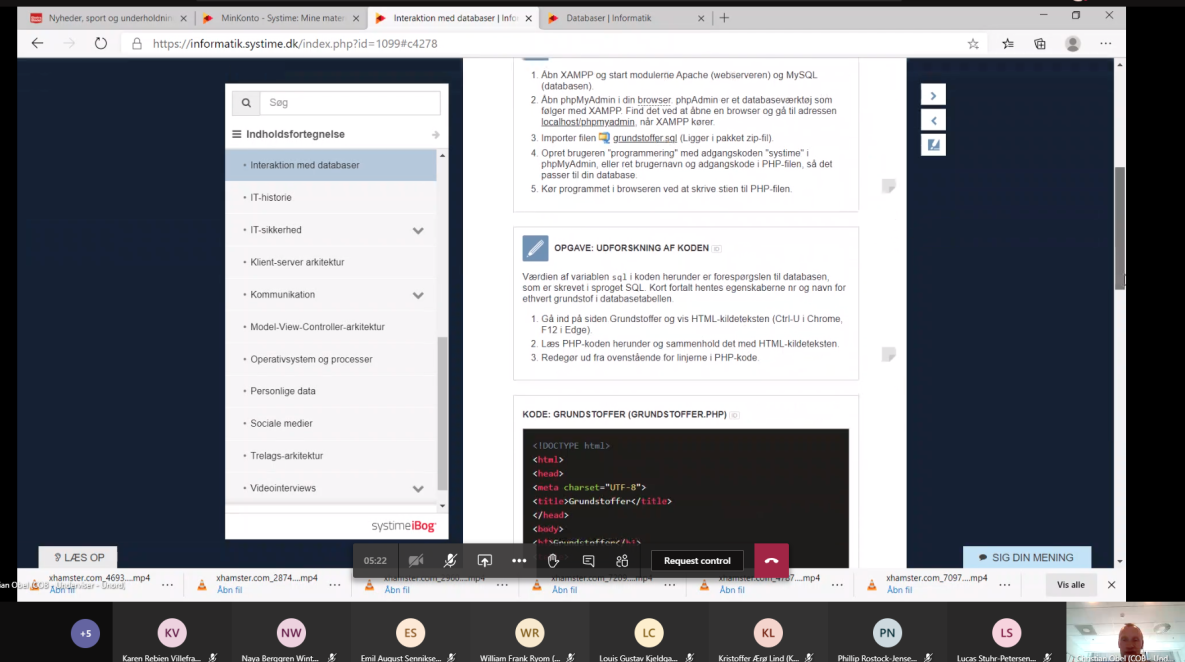 Nyheder, sport og underholdnin
MinKonto - Systime: Mine mater
Interaktion med databaser | Info
Databaser | Informatik
https://informatik.systime.dk/index.php?id=1099#c4278
Søg
Indholdsfortegnelse
Interaktion med databaser
IT-historie
IT-sikkerhed
Klient-server arkitektur
Kommunikation
Model-View-Controller-arkitektur
Operativsystem og processer
Personlige data
Sociale medier
Trelags-arkitektur
Videointerviews
systimeiBog
1. Åbn XAMPP og start modulerne Apache (webserveren) og MySQL
(databasen).
2. Åbn phpMyAdmin i din browser. phpAdmin er et databaseværktøj som
følger med XAMPP. Find det ved at åbne en browser og gå til adressen
localhost/phpmyadmin, når XAMPP kører.
3. Importer filen grundstoffer.sql (Ligger i pakket zip-fil).
4. Opret brugeren "programmering" med adgangskoden "systime" i
phpMyAdmin, eller ret brugernavn og adgangskode i PHP-filen, så det
passer til din database.
5. Kør programmet i browseren ved at skrive stien til PHP-filen.
OPGAVE: UDFORSKNING AF KODEN
Værdien af variablen sql i koden herunder er forespørgslen til databasen,
som er skrevet i sproget SQL. Kort fortalt hentes egenskaberne nr og navn for
ethvert grundstof i databasetabellen.
1. Gå ind på siden Grundstoffer og vis HTML-kildeteksten (Ctrl-U i Chrome,
F12 i Edge).
2. Læs PHP-koden herunder og sammenhold det med HTML-kildeteksten.
3. Redegør ud fra ovenstående for linjerne i PHP-kode.
KODE: GRUNDSTOFFER (GRUNDSTOFFER.PHP)
<!DOCTYPE html>
<html>
<head>
<meta charset="UTF-8">
<title>Grundstoffer</title>
</head>
<body>
<h1>Grundstoffer</h1>
LÆS OP
SIG DIN MENING
05:22
Request control
xhamster.com_4693....mp4
Åbn fil
xhamster.com_2874....mp4
Åbn fil
Åbn fil
Åbn fil
Åbn fil
xhamster.com_7097....mp4
Åbn fil
Vis alle
+5
KV
NW
ES
WR
LC
KL
PN
LS
Karen Rebien Villefra...
Naya Berggren Wint...
Emil August Sennikse...
William Frank Ryom (...
Louis Gustav Kjeldga...
Kristoffer Ærø Lind (K...
Phillip Rostock-Jense...
Lucas Stuhr-Petersen...